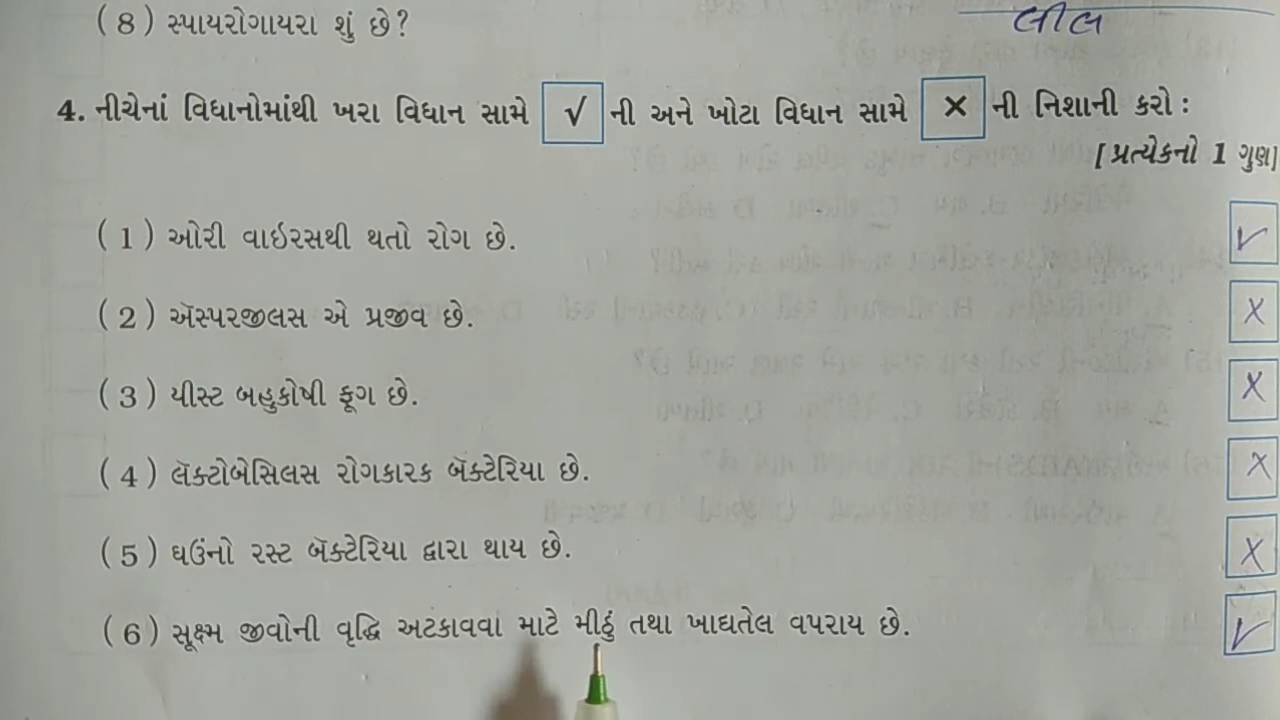 ( 8 ) સ્પાયરોગાયરા શું છે? લીલ
4. નીચેનાં વિધાનોમાંથી ખરા વિધાન સામે √ ની અને ખોટા વિધાન સામે × ની નિશાની કરો :
[પ્રત્યેકનો 1 ગુણ]
( 1 ) ઓરી વાઇરસથી થતો રોગ છે. ✓
( 2 ) ઍસ્પરજીલસ એ પ્રજીવ છે. ×
( 3 ) યીસ્ટ બહુકોષી ફૂગ છે. ×
( 4 ) લૅક્ટોબેસિલસ રોગકારક બૅક્ટેરિયા છે. ×
( 5 ) ઘઉંનો રસ્ટ બૅક્ટેરિયા દ્વારા થાય છે. ×
( 6 ) સૂક્ષ્મ જીવોની વૃદ્ધિ અટકાવવા માટે મીઠું તથા ખાદ્યતેલ વપરાય છે. ✓